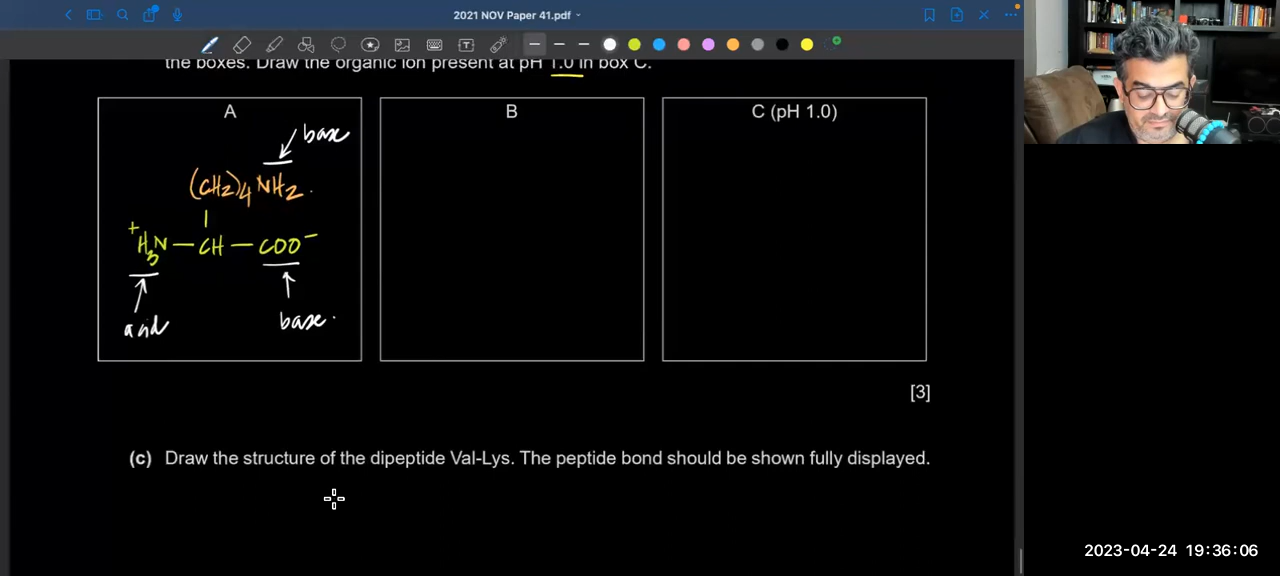 2021 NOV Paper 41.pdf
the boxes. Draw the organic ion present at pH 1.0 in box C.
A
B
C (pH 1.0)
base
(CH2)4NH2.
+H3N—CH—COO−
acid
base.
[3]
(c) Draw the structure of the dipeptide Val-Lys. The peptide bond should be shown fully displayed.
2023-04-24 19:36:06